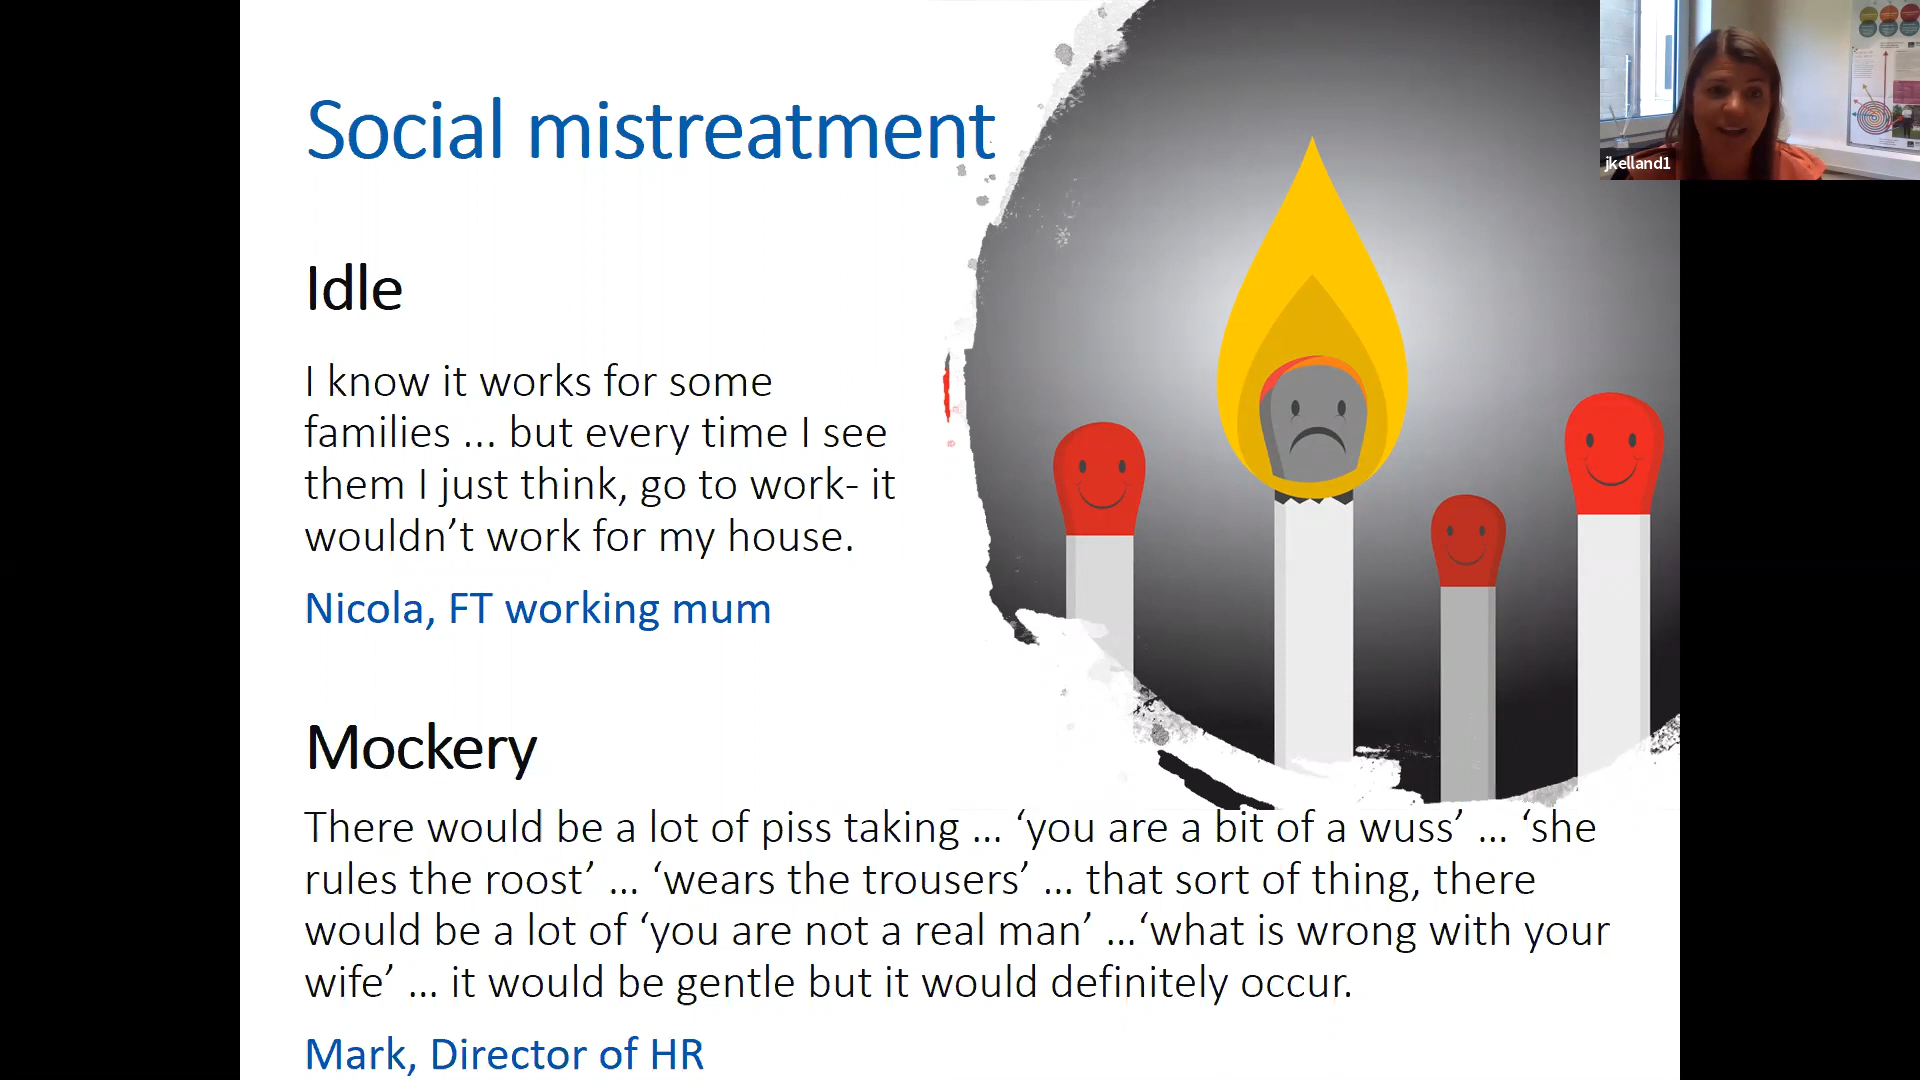 Social mistreatment
jkelland1
Idle
I know it works for some
families ... but every time I see
them I just think, go to work- it
wouldn’t work for my house.
Nicola, FT working mum
Mockery
There would be a lot of piss taking ... ‘you are a bit of a wuss’ ... ‘she
rules the roost’ ... ‘wears the trousers’ ... that sort of thing, there
would be a lot of ‘you are not a real man’ ...‘what is wrong with your
wife’ ... it would be gentle but it would definitely occur.
Mark, Director of HR